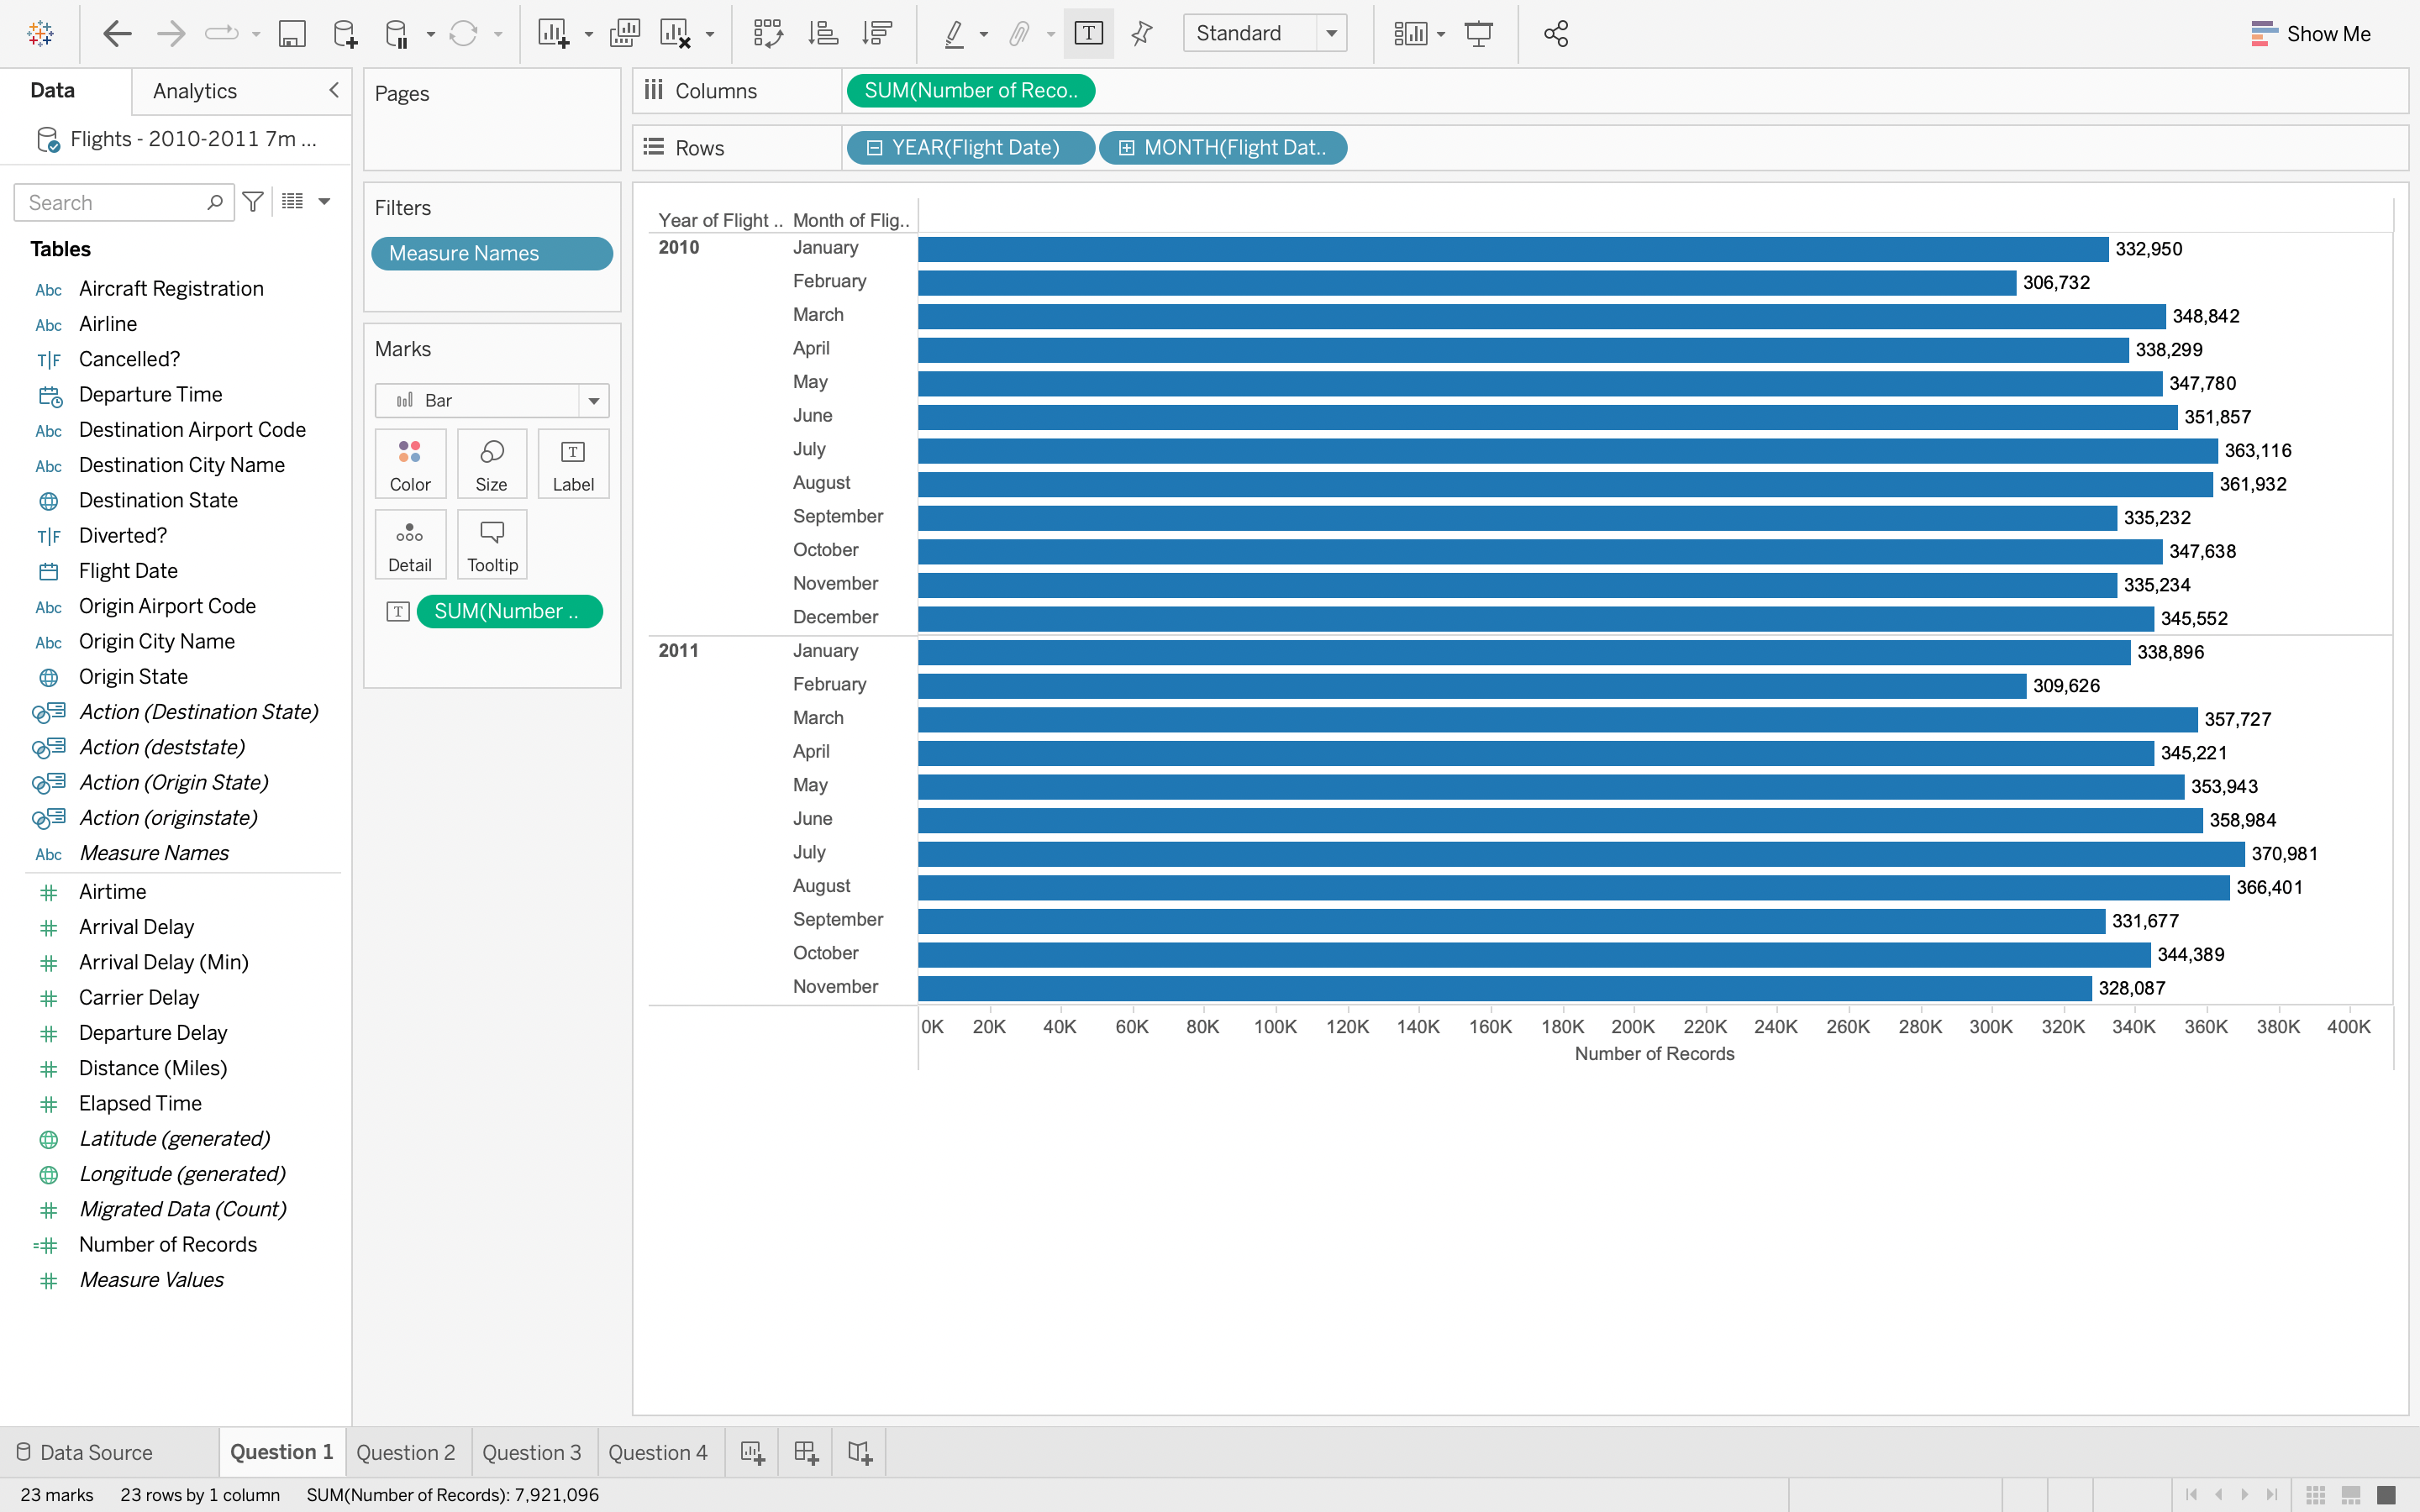 Standard
Show Me
Data
Analytics
Flights - 2010-2011 7m ...
Search
Tables
Abc Aircraft Registration
Abc Airline
T|F Cancelled?
Departure Time
Abc Destination Airport Code
Abc Destination City Name
Destination State
T|F Diverted?
Flight Date
Abc Origin Airport Code
Abc Origin City Name
Origin State
Action (Destination State)
Action (deststate)
Action (Origin State)
Action (originstate)
Abc Measure Names
Airtime
Arrival Delay
Arrival Delay (Min)
Carrier Delay
Departure Delay
Distance (Miles)
Elapsed Time
Latitude (generated)
Longitude (generated)
Migrated Data (Count)
Number of Records
Measure Values
Pages
Filters
Measure Names
Marks
Bar
Color Size Label
Detail Tooltip
SUM(Number ..
Columns SUM(Number of Reco..
Rows YEAR(Flight Date) MONTH(Flight Dat..
Year of Flight .. Month of Flig..
2010 January 332,950
February 306,732
March 348,842
April 338,299
May 347,780
June 351,857
July 363,116
August 361,932
September 335,232
October 347,638
November 335,234
December 345,552
2011 January 338,896
February 309,626
March 357,727
April 345,221
May 353,943
June 358,984
July 370,981
August 366,401
September 331,677
October 344,389
November 328,087
0K 20K 40K 60K 80K 100K 120K 140K 160K 180K 200K 220K 240K 260K 280K 300K 320K 340K 360K 380K 400K
Number of Records
Data Source Question 1 Question 2 Question 3 Question 4
23 marks 23 rows by 1 column SUM(Number of Records): 7,921,096